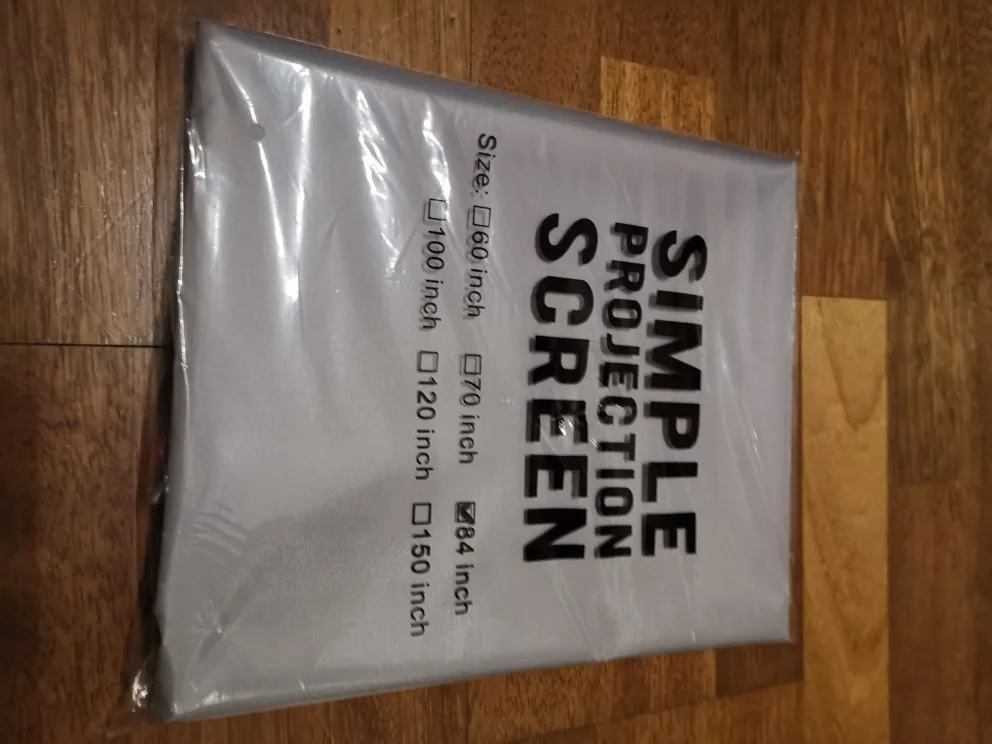 SIMPLE
PROJECTION
SCREEN
Size: ☐60 inch ☐70 inch ☑84 inch
☐100 inch ☐120 inch ☐150 inch